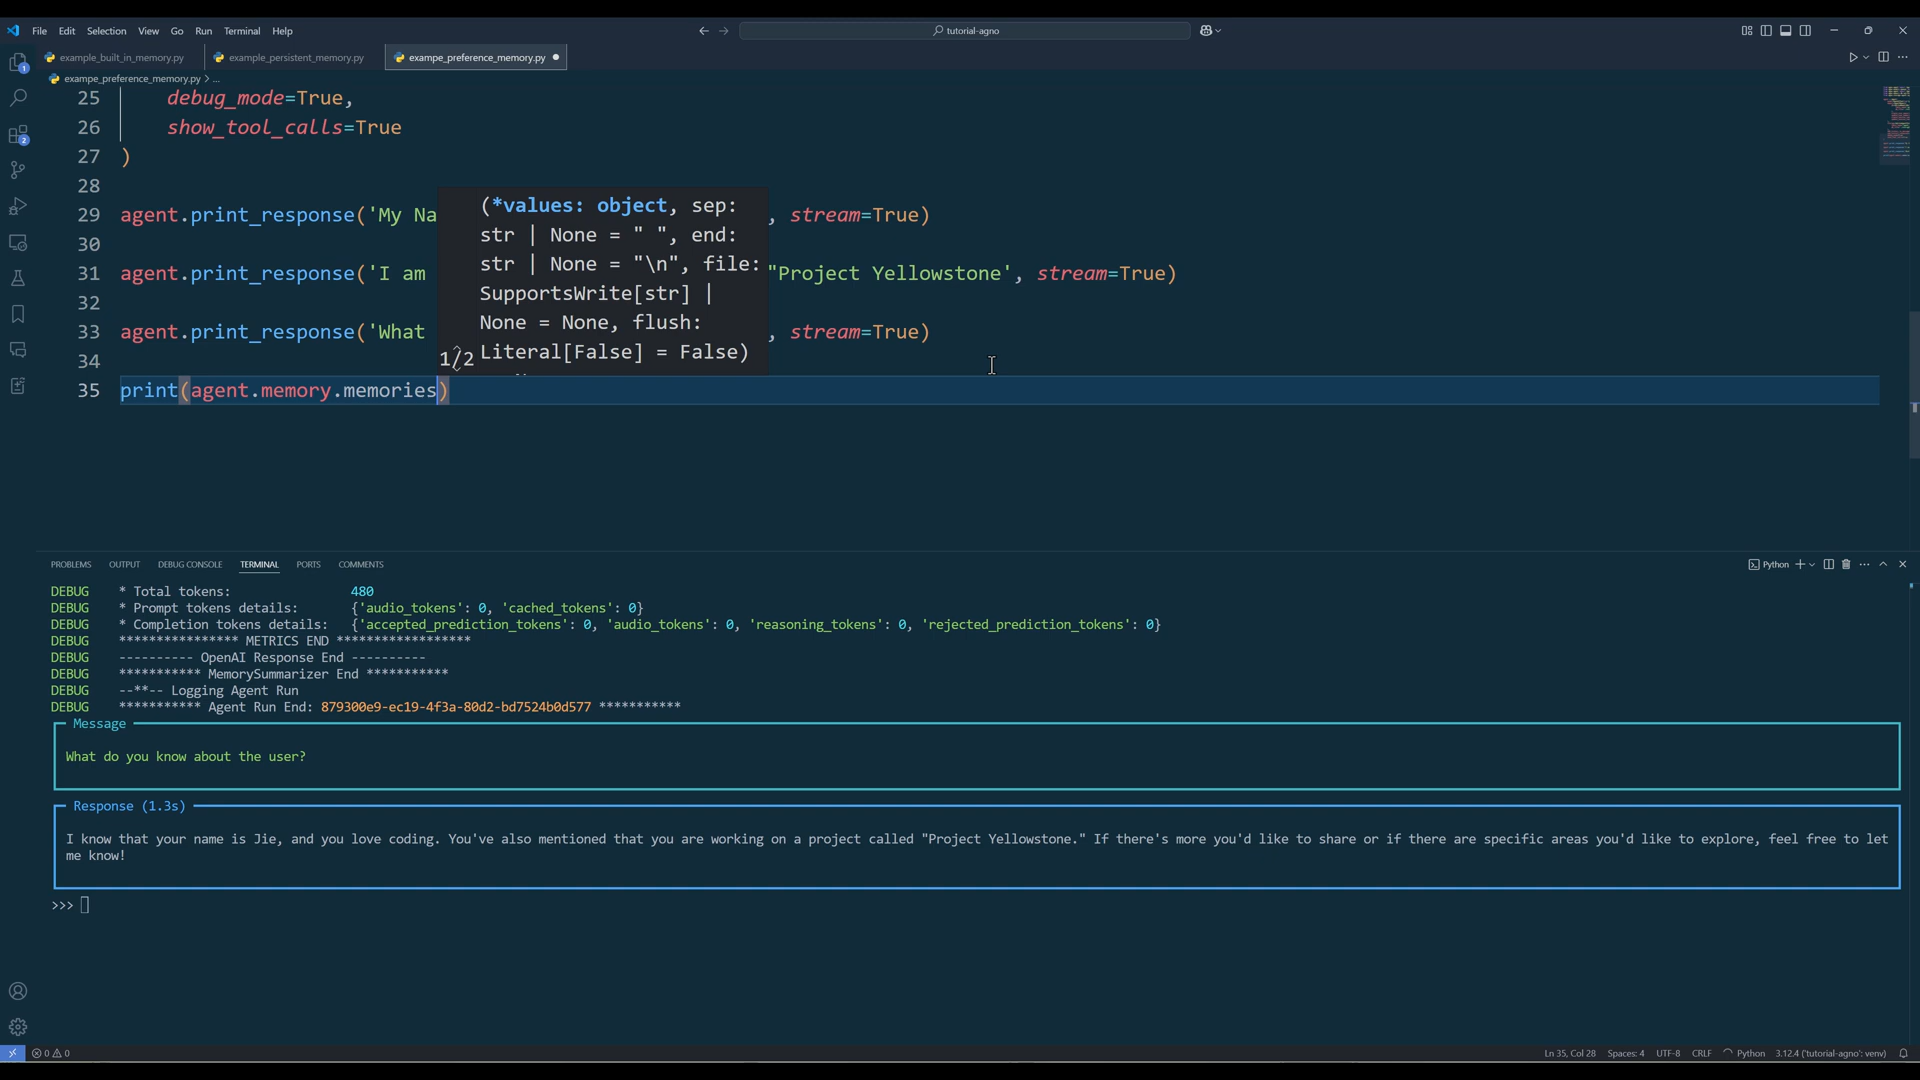 File Edit Selection View Go Run Terminal Help
tutorial-agno
example_built_in_memory.py
example_persistent_memory.py
exampe_preference_memory.py
exampe_preference_memory.py > ...
25 debug_mode=True,
26 show_tool_calls=True
27 )
28
29 agent.print_response('My Na , stream=True)
30
31 agent.print_response('I am "Project Yellowstone', stream=True)
32
33 agent.print_response('What , stream=True)
34
35 print(agent.memory.memories)
(*values: object, sep:
str | None = " ", end:
str | None = "\n", file:
SupportsWrite[str] |
None = None, flush:
1/2 Literal[False] = False)
PROBLEMS OUTPUT DEBUG CONSOLE TERMINAL PORTS COMMENTS
Python
DEBUG * Total tokens: 480
DEBUG * Prompt tokens details: {'audio_tokens': 0, 'cached_tokens': 0}
DEBUG * Completion tokens details: {'accepted_prediction_tokens': 0, 'audio_tokens': 0, 'reasoning_tokens': 0, 'rejected_prediction_tokens': 0}
DEBUG **************** METRICS END ******************
DEBUG ---------- OpenAI Response End ----------
DEBUG *********** MemorySummarizer End ***********
DEBUG --**-- Logging Agent Run
DEBUG *********** Agent Run End: 879300e9-ec19-4f3a-80d2-bd7524b0d577 ***********
Message
What do you know about the user?
Response (1.3s)
I know that your name is Jie, and you love coding. You've also mentioned that you are working on a project called "Project Yellowstone." If there's more you'd like to share or if there are specific areas you'd like to explore, feel free to let
me know!
>>>
0 0
Ln 35, Col 28 Spaces: 4 UTF-8 CRLF Python 3.12.4 ('tutorial-agno': venv)